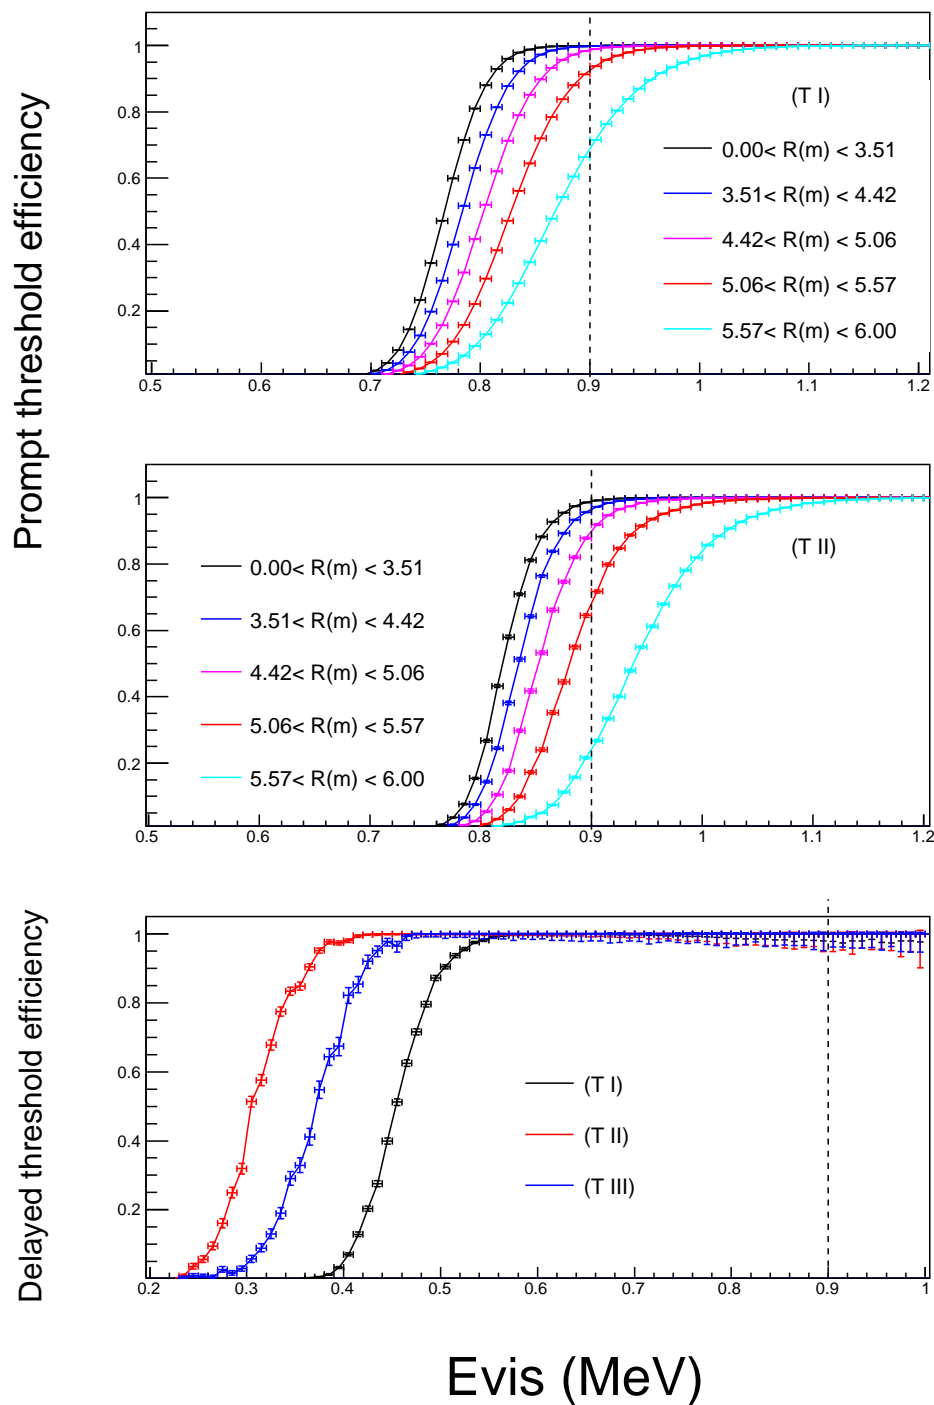 Prompt threshold efficiency
1
0.8
0.6
0.4
0.2
0.5
0.6
0.7
0.8
0.9
1
1.1
1.2
(T I)
0.00< R(m) < 3.51
3.51< R(m) < 4.42
4.42< R(m) < 5.06
5.06< R(m) < 5.57
5.57< R(m) < 6.00
1
0.8
0.6
0.4
0.2
0.5
0.6
0.7
0.8
0.9
1
1.1
1.2
(T II)
0.00< R(m) < 3.51
3.51< R(m) < 4.42
4.42< R(m) < 5.06
5.06< R(m) < 5.57
5.57< R(m) < 6.00
Delayed threshold efficiency
1
0.8
0.6
0.4
0.2
0.2
0.3
0.4
0.5
0.6
0.7
0.8
0.9
1
(T I)
(T II)
(T III)
Evis (MeV)